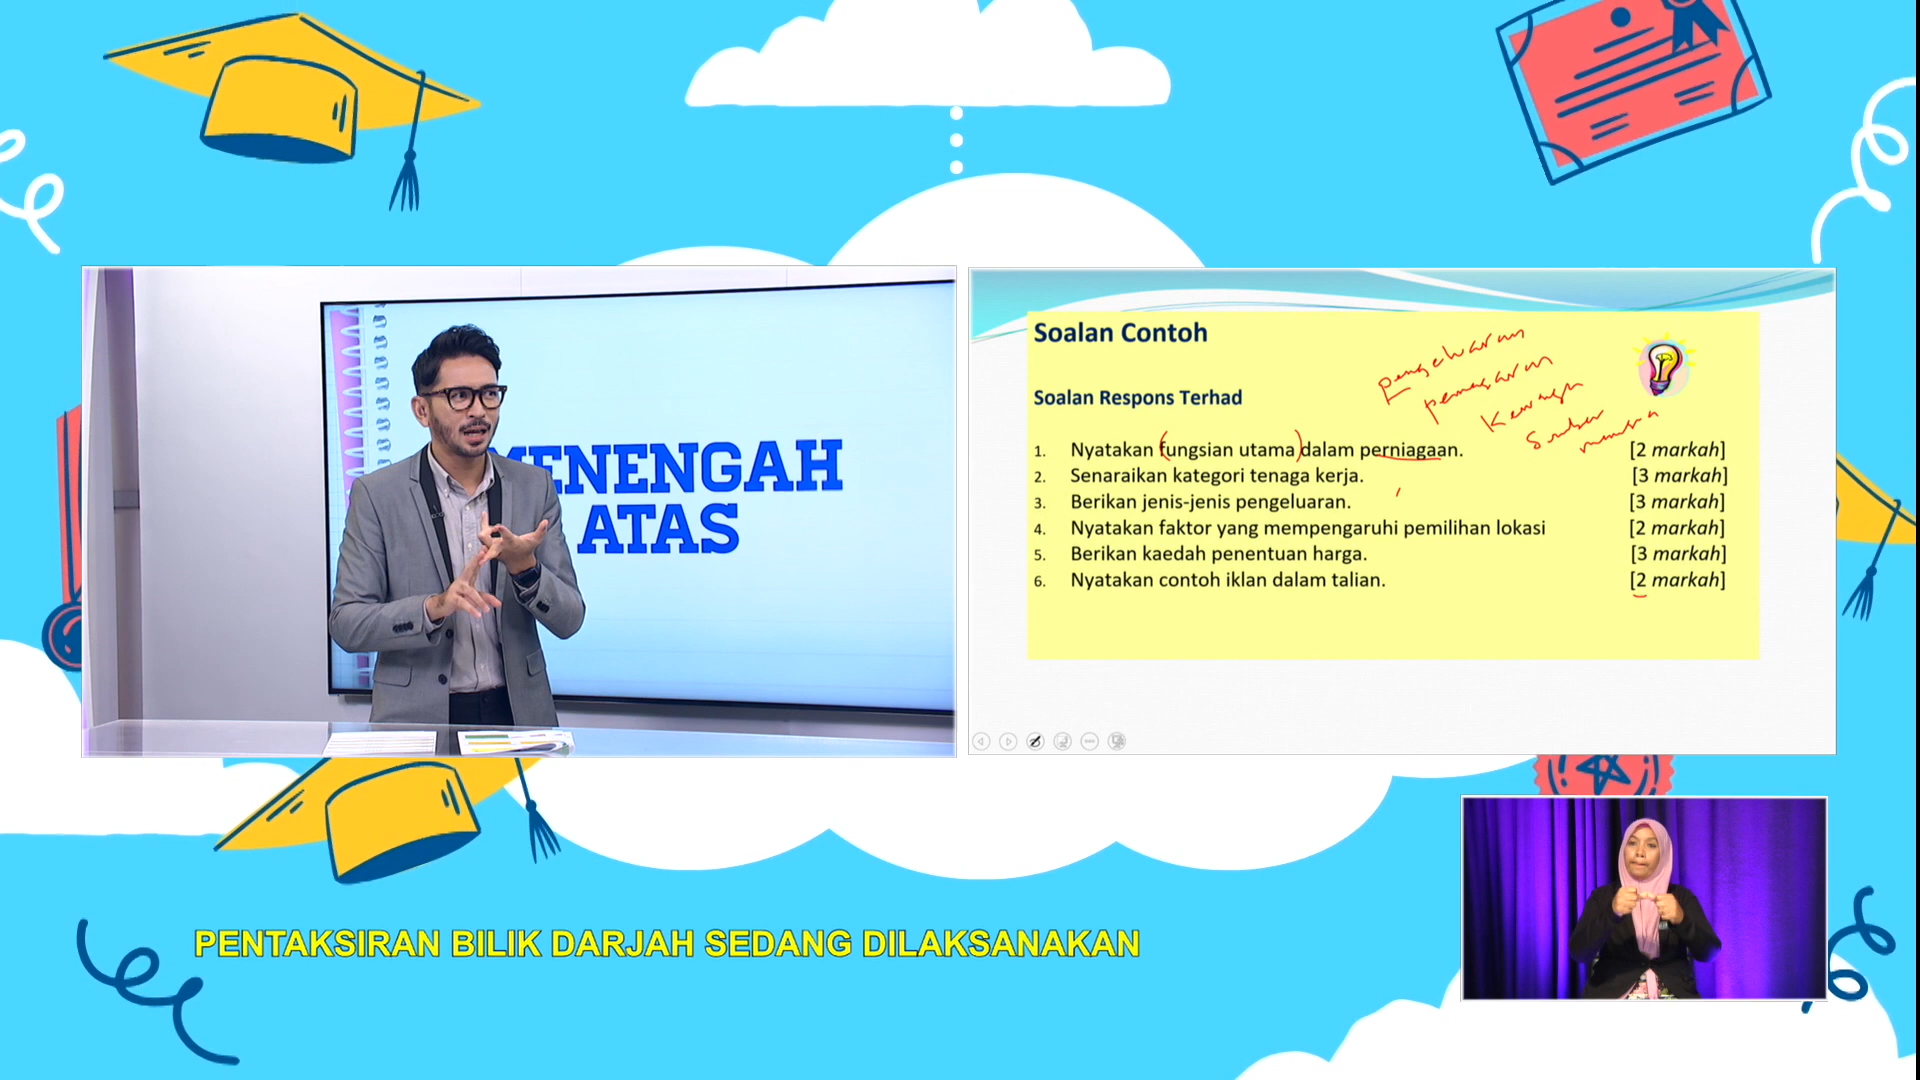 MENENGAH
ATAS
Soalan Contoh
Soalan Respons Terhad
pengeluaran
pemasaran
Kewangan
Sumber
manusia
1. Nyatakan fungsian utama dalam perniagaan. [2 markah]
2. Senaraikan kategori tenaga kerja. [3 markah]
3. Berikan jenis-jenis pengeluaran. [3 markah]
4. Nyatakan faktor yang mempengaruhi pemilihan lokasi [2 markah]
5. Berikan kaedah penentuan harga. [3 markah]
6. Nyatakan contoh iklan dalam talian. [2 markah]
PENTAKSIRAN BILIK DARJAH SEDANG DILAKSANAKAN